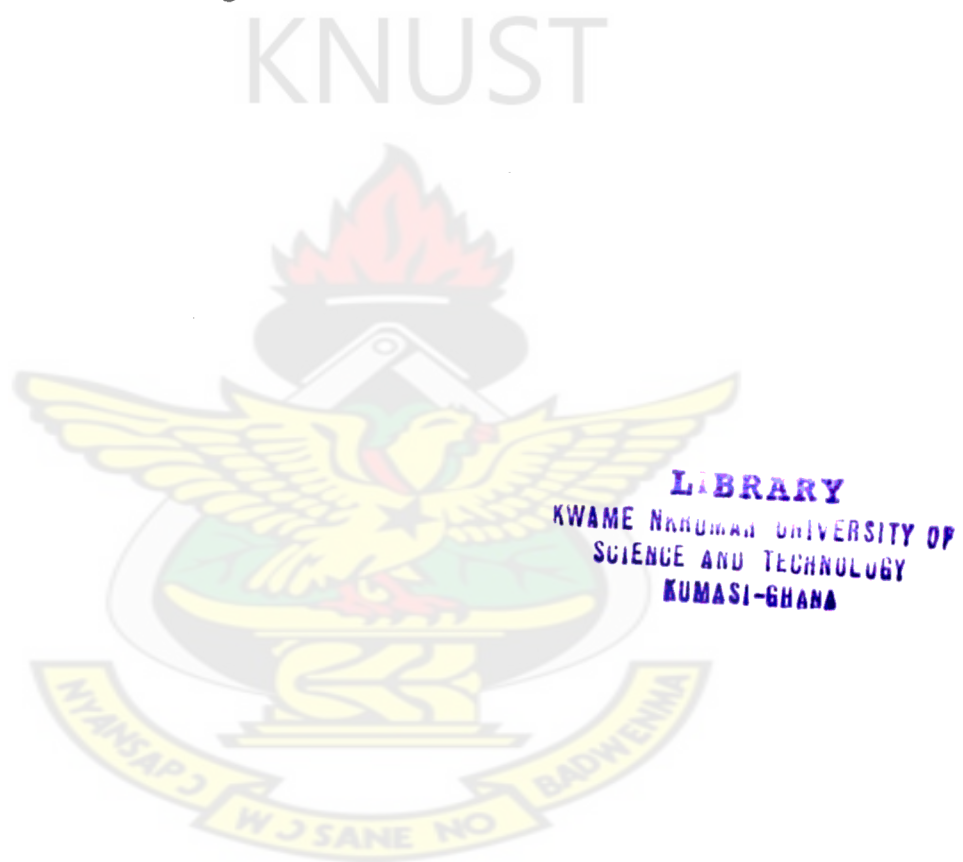 KNUST
LIBRARY
KWAME NKRUMAH UNIVERSITY OF
SCIENCE AND TECHNOLOGY
KUMASI-GHANA
NYANSAPƆ
WƆSANE NO
BADWENMA